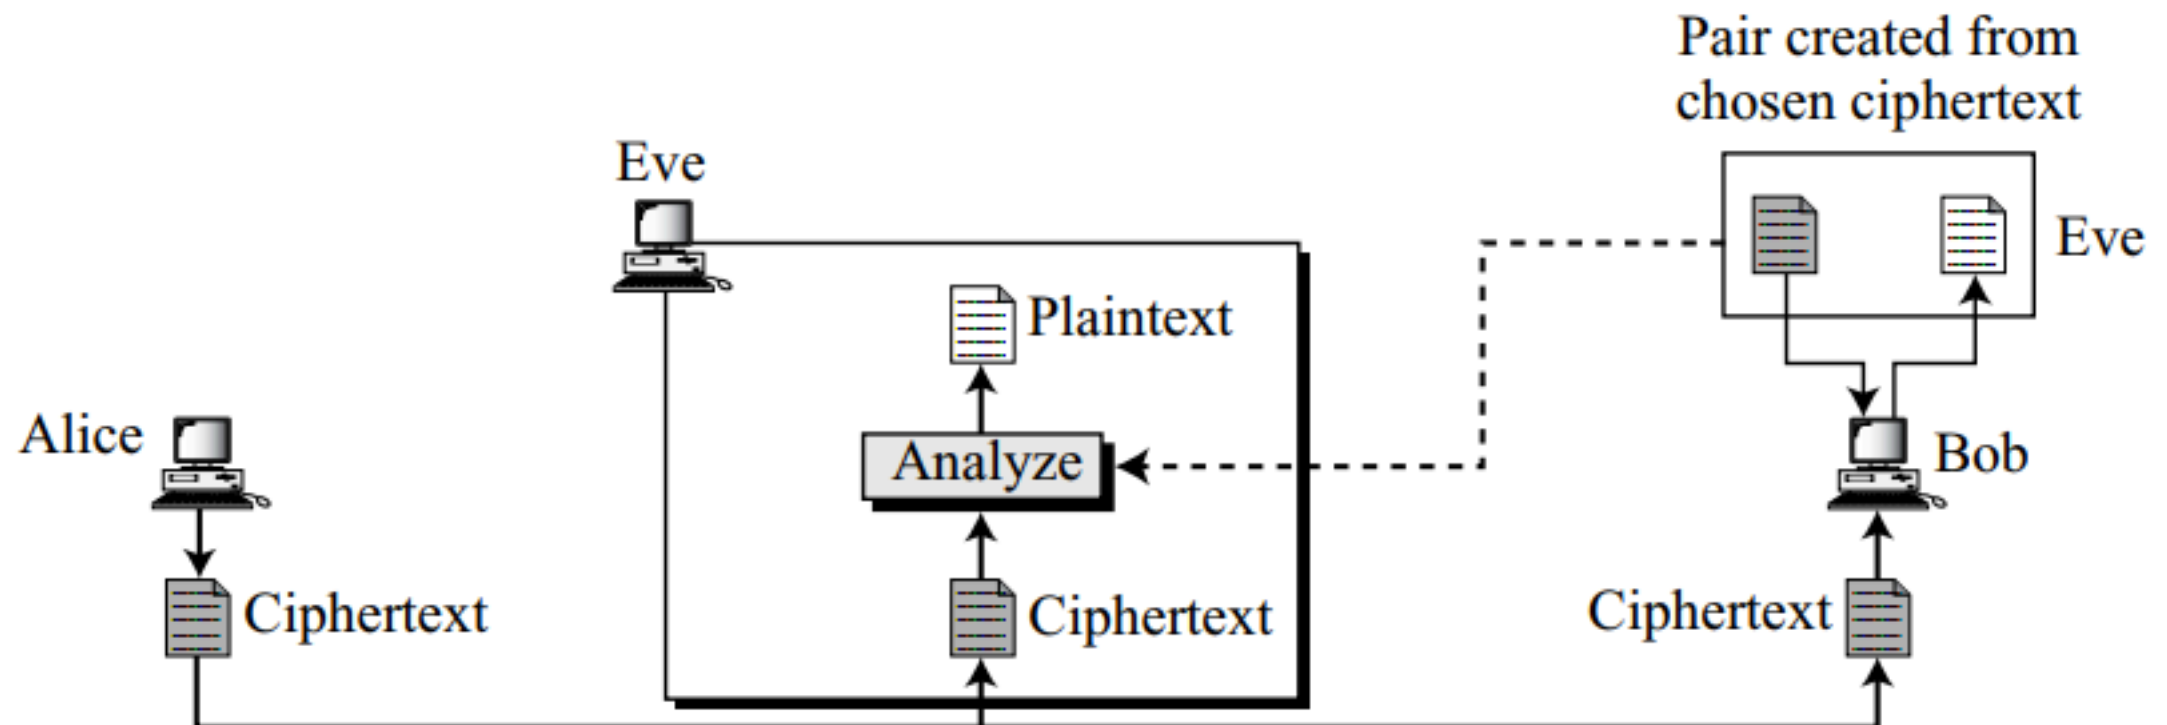 Pair created from
chosen ciphertext
Eve
Eve
Plaintext
Alice
Analyze
Bob
Ciphertext
Ciphertext
Ciphertext